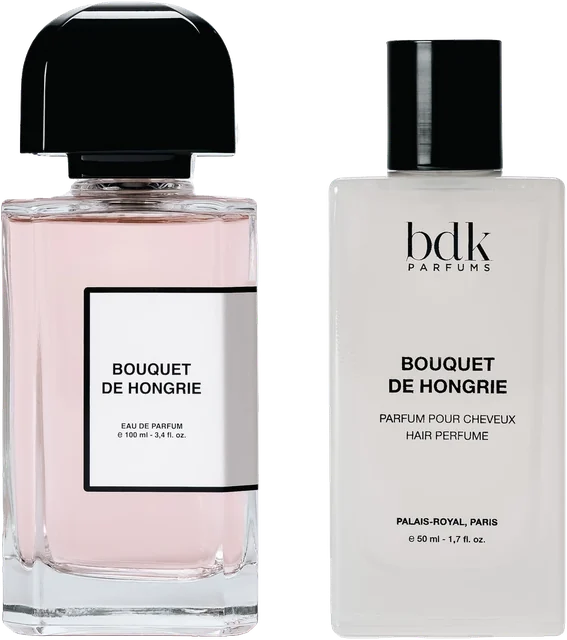 BOUQUET
DE HONGRIE
EAU DE PARFUM
℮ 100 ml - 3,4 fl. oz.
bdk
PARFUMS
BOUQUET
DE HONGRIE
PARFUM POUR CHEVEUX
HAIR PERFUME
PALAIS-ROYAL, PARIS
℮ 50 ml - 1,7 fl. oz.